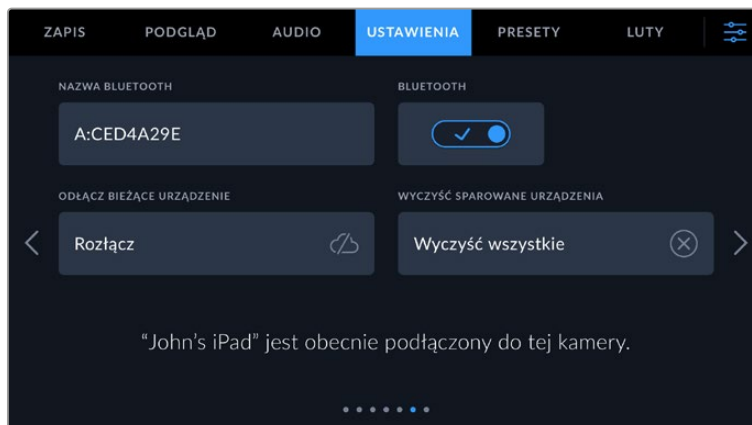 ZAPIS PODGLĄD AUDIO USTAWIENIA PRESETY LUTY
NAZWA BLUETOOTH BLUETOOTH
A:CED4A29E
ODŁĄCZ BIEŻĄCE URZĄDZENIE WYCZYŚĆ SPAROWANE URZĄDZENIA
Rozłącz Wyczyść wszystkie
“John’s iPad” jest obecnie podłączony do tej kamery.